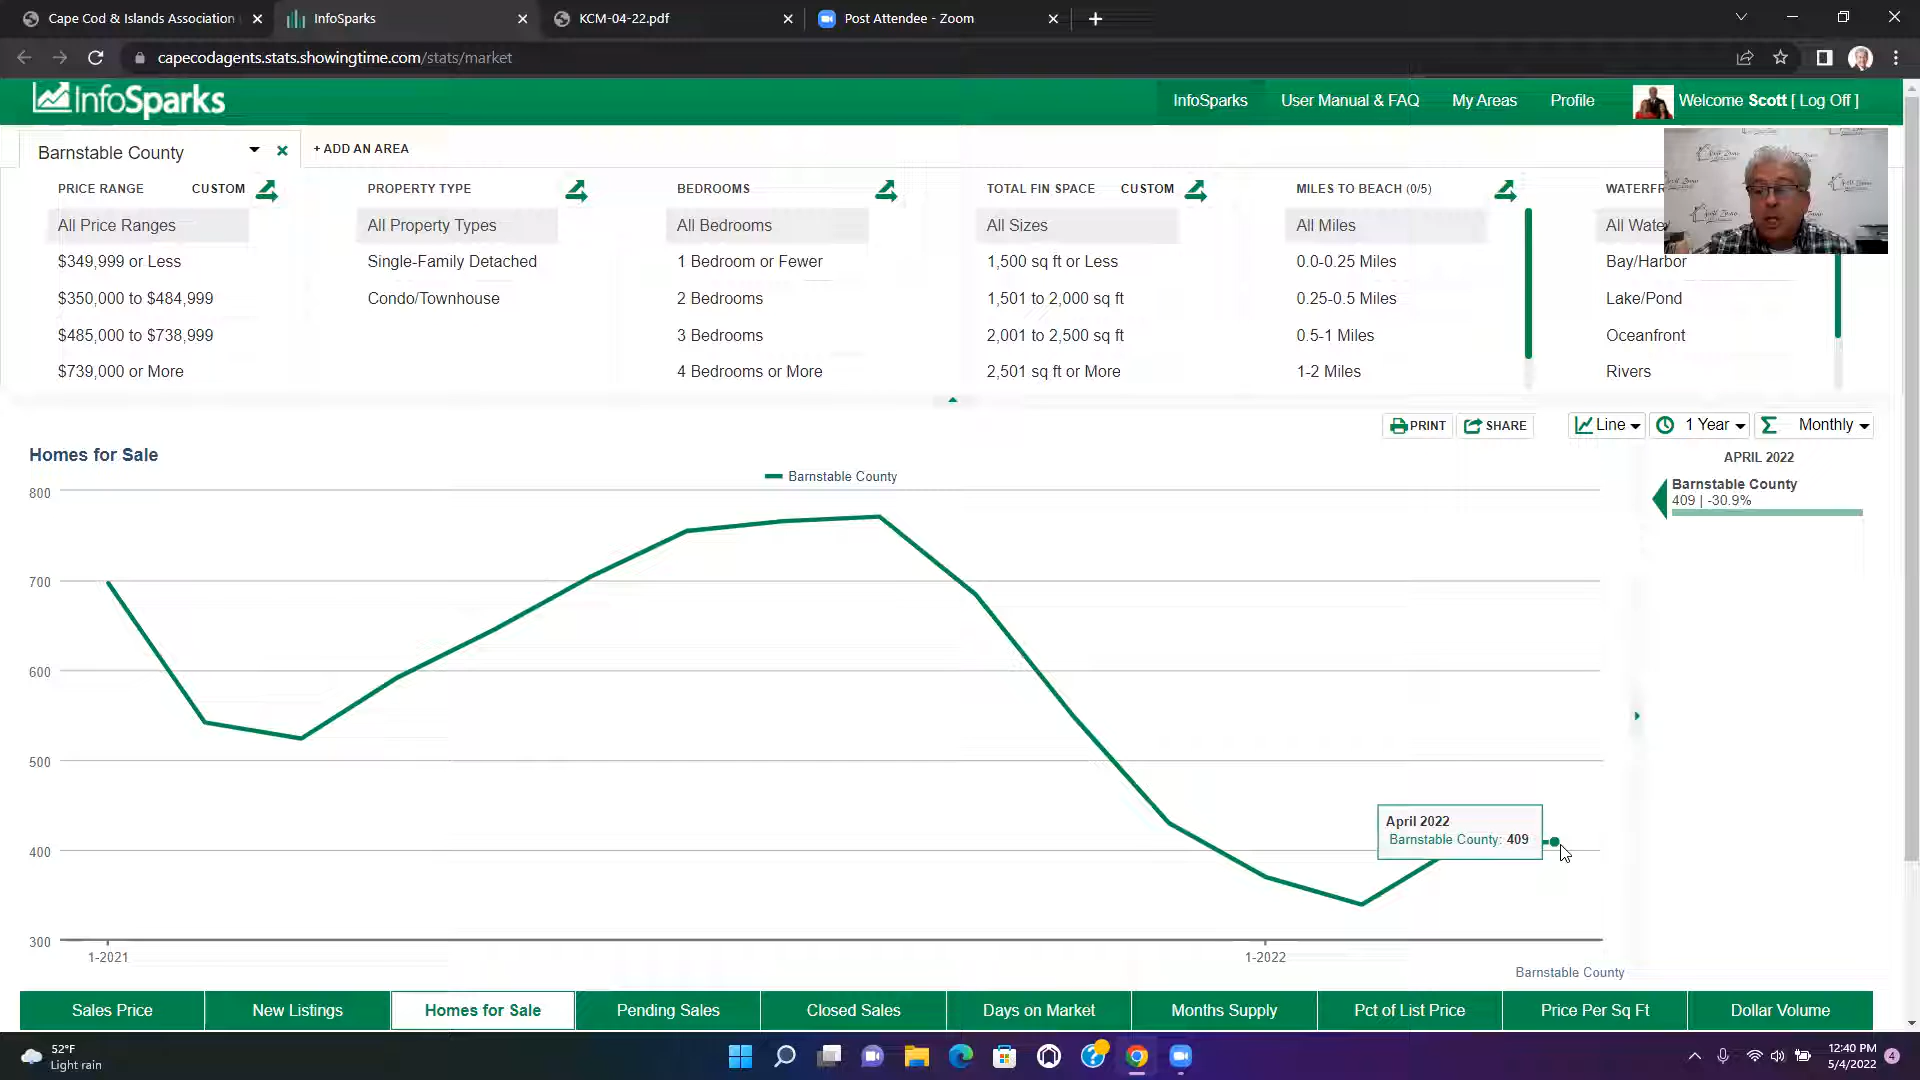 Cape Cod & Islands Association
InfoSparks
KCM-04-22.pdf
Post Attendee - Zoom
capecodagents.stats.showingtime.com/stats/market
InfoSparks
InfoSparks
User Manual & FAQ
My Areas
Profile
Welcome Scott [ Log Off ]
Barnstable County
+ ADD AN AREA
PRICE RANGE
CUSTOM
All Price Ranges
$349,999 or Less
$350,000 to $484,999
$485,000 to $738,999
$739,000 or More
PROPERTY TYPE
All Property Types
Single-Family Detached
Condo/Townhouse
BEDROOMS
All Bedrooms
1 Bedroom or Fewer
2 Bedrooms
3 Bedrooms
4 Bedrooms or More
TOTAL FIN SPACE
CUSTOM
All Sizes
1,500 sq ft or Less
1,501 to 2,000 sq ft
2,001 to 2,500 sq ft
2,501 sq ft or More
MILES TO BEACH (0/5)
All Miles
0.0-0.25 Miles
0.25-0.5 Miles
0.5-1 Miles
1-2 Miles
WATERF
All Wate
Bay/Harbor
Lake/Pond
Oceanfront
Rivers
PRINT
SHARE
Line
1 Year
Monthly
Homes for Sale
Barnstable County
APRIL 2022
Barnstable County
409 | -30.9%
800
700
600
500
400
300
April 2022
Barnstable County: 409
1-2021
1-2022
Barnstable County
Sales Price
New Listings
Homes for Sale
Pending Sales
Closed Sales
Days on Market
Months Supply
Pct of List Price
Price Per Sq Ft
Dollar Volume
52°F
Light rain
12:40 PM
5/4/2022
4